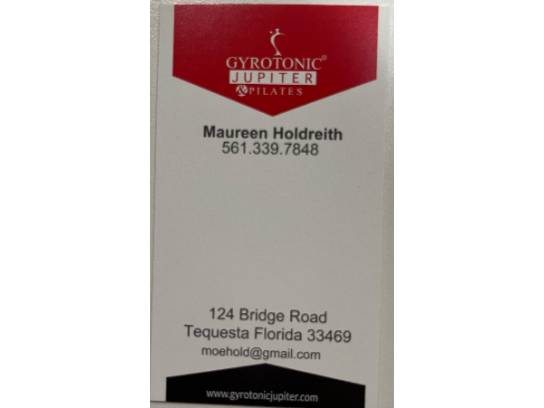 GYROTONIC®
JUPITER
&PILATES
Maureen Holdreith
561.339.7848
124 Bridge Road
Tequesta Florida 33469
moehold@gmail.com
www.gyrotonicjupiter.com